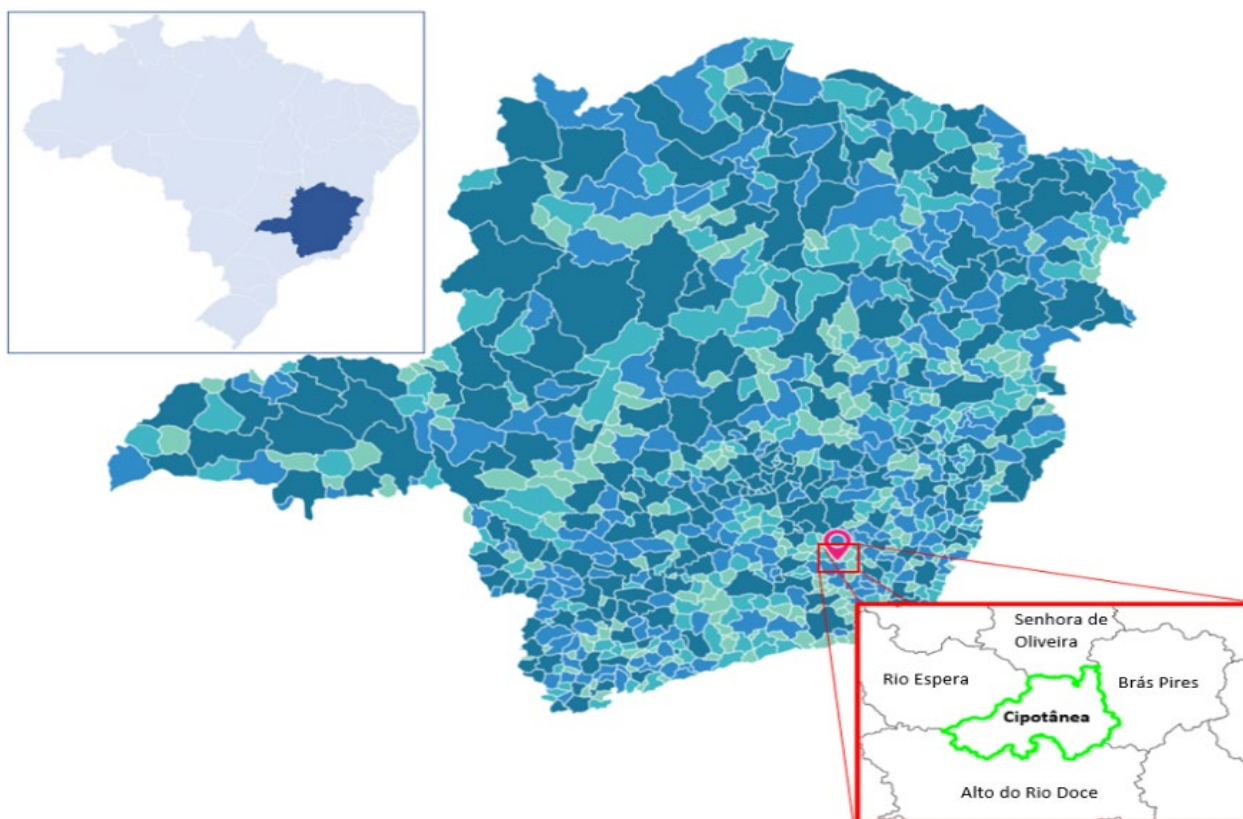 Senhora de
Oliveira
Rio Espera
Brás Pires
Cipotânea
Alto do Rio Doce